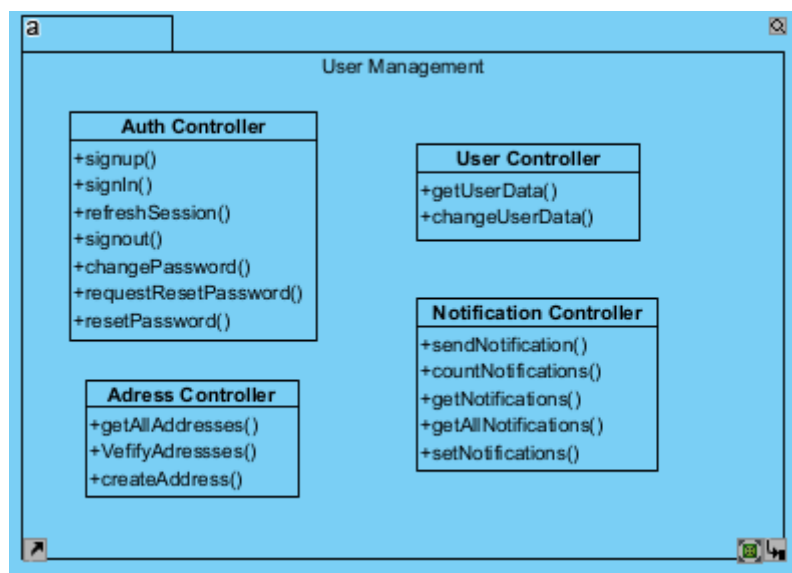 a
User Management
Auth Controller
+signup()
+signIn()
+refreshSession()
+signout()
+changePassword()
+requestResetPassword()
+resetPassword()
User Controller
+getUserData()
+changeUserData()
Notification Controller
+sendNotification()
+countNotifications()
+getNotifications()
+getAllNotifications()
+setNotifications()
Adress Controller
+getAllAddresses()
+VefifyAdressses()
+createAddress()